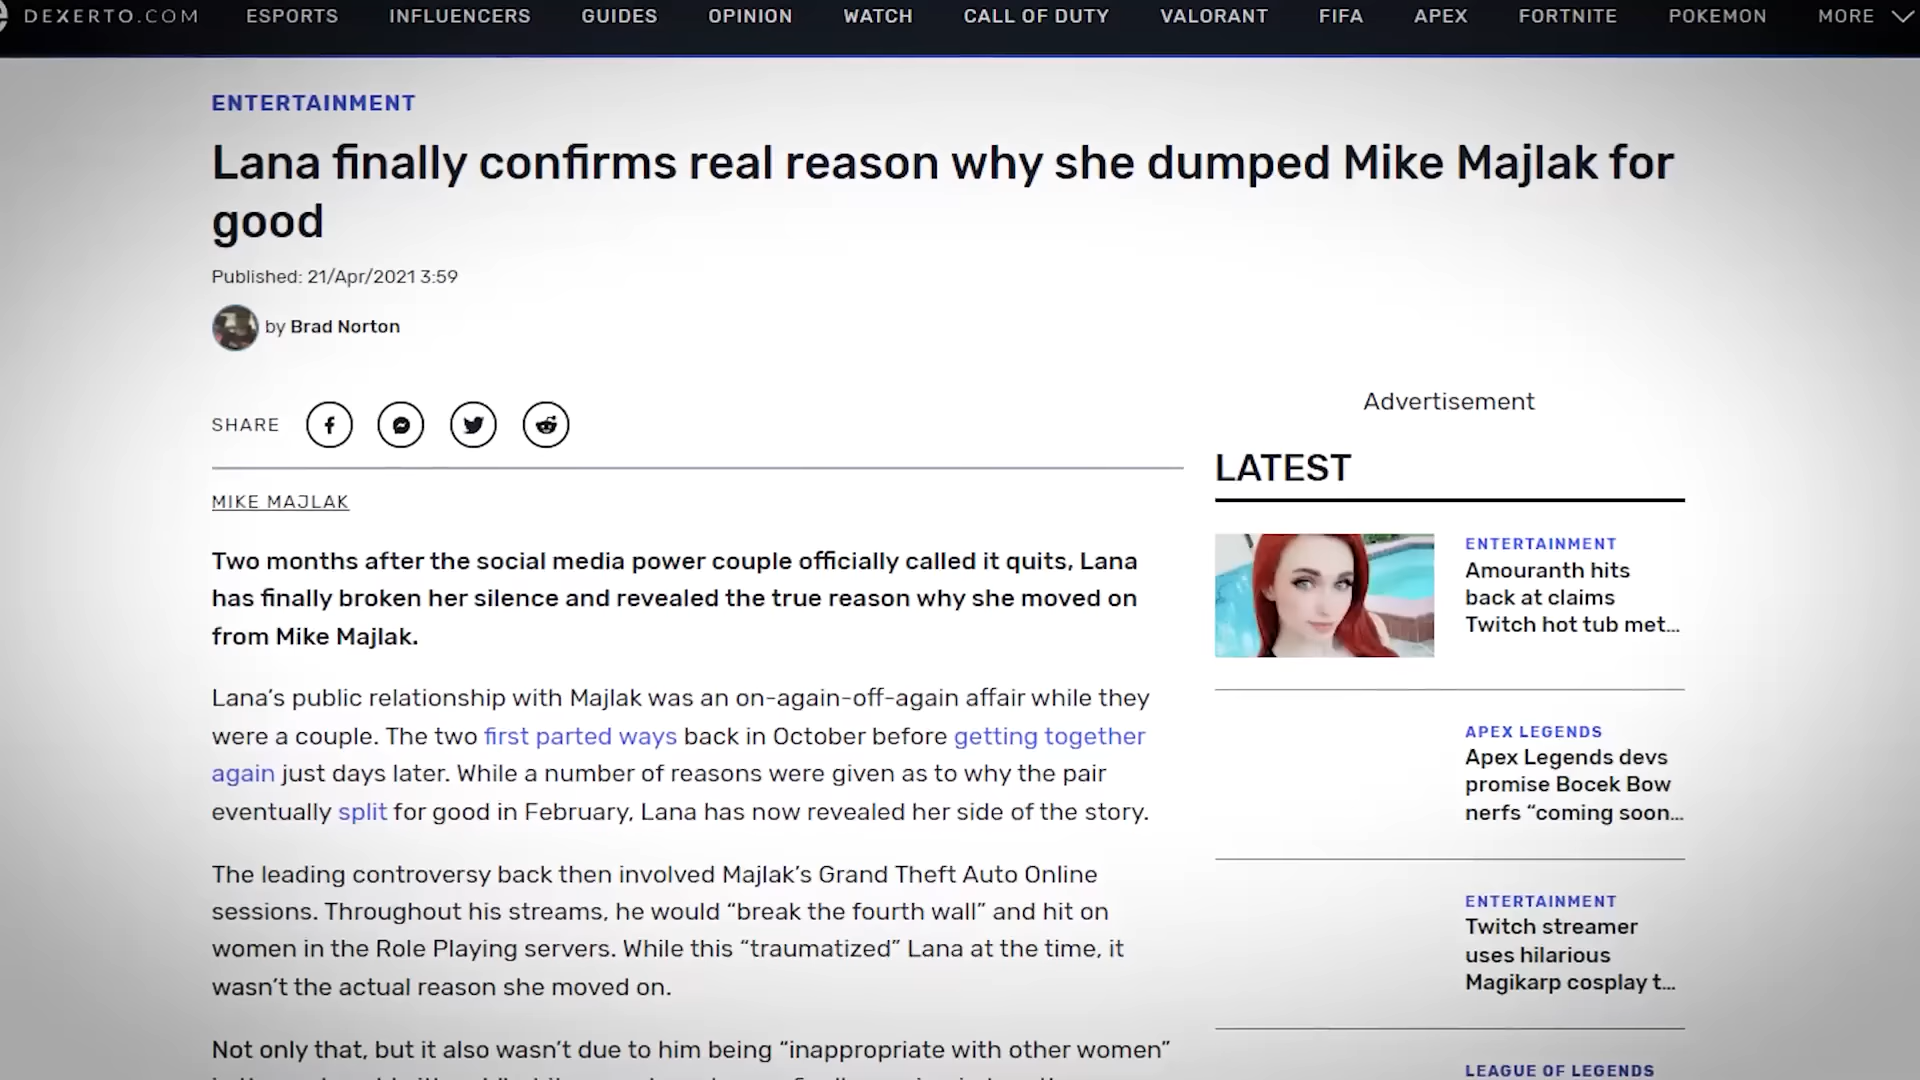 DEXERTO.COM ESPORTS INFLUENCERS GUIDES OPINION WATCH CALL OF DUTY VALORANT FIFA APEX FORTNITE POKEMON MORE
ENTERTAINMENT
Lana finally confirms real reason why she dumped Mike Majlak for
good
Published: 21/Apr/2021 3:59
by Brad Norton
SHARE
MIKE MAJLAK
Two months after the social media power couple officially called it quits, Lana
has finally broken her silence and revealed the true reason why she moved on
from Mike Majlak.
Lana’s public relationship with Majlak was an on-again-off-again affair while they
were a couple. The two first parted ways back in October before getting together
again just days later. While a number of reasons were given as to why the pair
eventually split for good in February, Lana has now revealed her side of the story.
The leading controversy back then involved Majlak’s Grand Theft Auto Online
sessions. Throughout his streams, he would “break the fourth wall” and hit on
women in the Role Playing servers. While this “traumatized” Lana at the time, it
wasn’t the actual reason she moved on.
Not only that, but it also wasn’t due to him being “inappropriate with other women”
Advertisement
LATEST
ENTERTAINMENT
Amouranth hits
back at claims
Twitch hot tub met...
APEX LEGENDS
Apex Legends devs
promise Bocek Bow
nerfs “coming soon...
ENTERTAINMENT
Twitch streamer
uses hilarious
Magikarp cosplay t...
LEAGUE OF LEGENDS